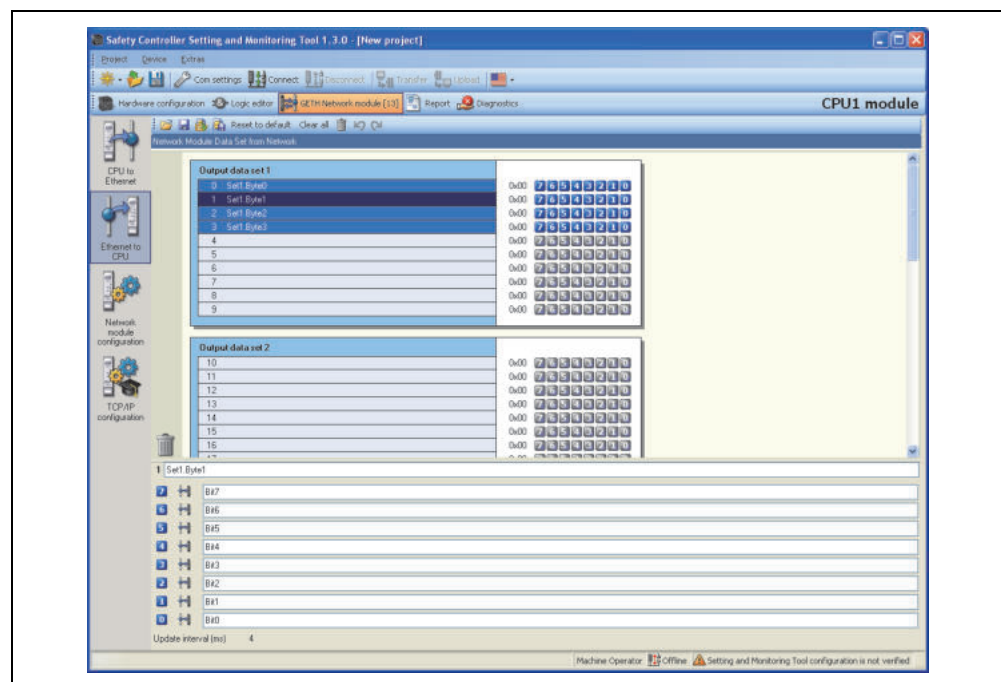 Safety Controller Setting and Monitoring Tool 1.3.0 - [New project]
Project Device Extras
Com settings Connect Disconnect Transfer Upload
Hardware configuration Logic editor GETH Network module [13] Report Diagnostics CPU1 module
Reset to default Clear all
Network Module Data Set from Network
CPU to Ethernet
Ethernet to CPU
Network module configuration
TCP/IP configuration
Output data set 1
0 Set1.Byte0 0x00 7 6 5 4 3 2 1 0
1 Set1.Byte1 0x00 7 6 5 4 3 2 1 0
2 Set1.Byte2 0x00 7 6 5 4 3 2 1 0
3 Set1.Byte3 0x00 7 6 5 4 3 2 1 0
4 0x00 7 6 5 4 3 2 1 0
5 0x00 7 6 5 4 3 2 1 0
6 0x00 7 6 5 4 3 2 1 0
7 0x00 7 6 5 4 3 2 1 0
8 0x00 7 6 5 4 3 2 1 0
9 0x00 7 6 5 4 3 2 1 0
Output data set 2
10 0x00 7 6 5 4 3 2 1 0
11 0x00 7 6 5 4 3 2 1 0
12 0x00 7 6 5 4 3 2 1 0
13 0x00 7 6 5 4 3 2 1 0
14 0x00 7 6 5 4 3 2 1 0
15 0x00 7 6 5 4 3 2 1 0
16 0x00 7 6 5 4 3 2 1 0
1 Set1.Byte1
7 Bit7
6 Bit6
5 Bit5
4 Bit4
3 Bit3
2 Bit2
1 Bit1
0 Bit0
Update interval (ms) 4
Machine Operator Offline Setting and Monitoring Tool configuration is not verified